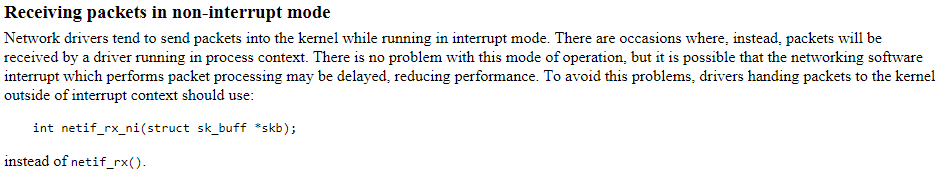 Receiving packets in non-interrupt mode
Network drivers tend to send packets into the kernel while running in interrupt mode. There are occasions where, instead, packets will be
received by a driver running in process context. There is no problem with this mode of operation, but it is possible that the networking software
interrupt which performs packet processing may be delayed, reducing performance. To avoid this problems, drivers handing packets to the kernel
outside of interrupt context should use:
int netif_rx_ni(struct sk_buff *skb);
instead of netif_rx().